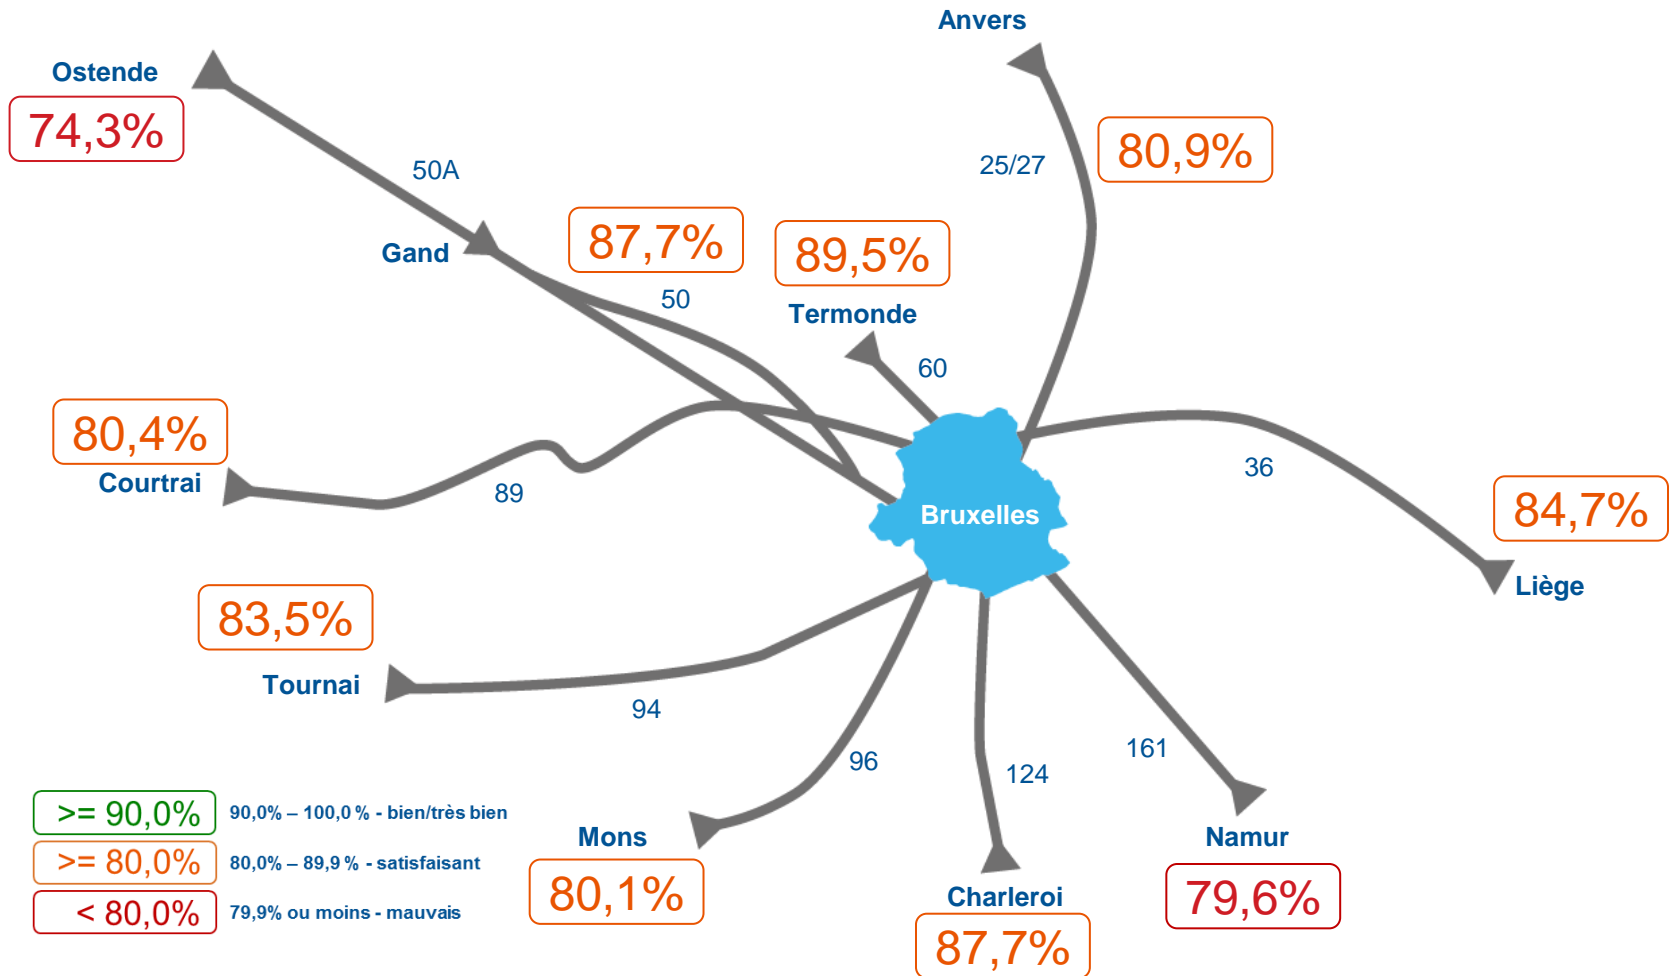 Anvers
Ostende
74,3%
50A
25/27
80,9%
Gand
87,7%
89,5%
50
Termonde
60
80,4%
Courtrai
89
36
Bruxelles
84,7%
Liège
83,5%
Tournai
94
96
124
161
>= 90,0%
90,0% – 100,0 % - bien/très bien
>= 80,0%
80,0% – 89,9 % - satisfaisant
< 80,0%
79,9% ou moins - mauvais
Mons
80,1%
Charleroi
87,7%
Namur
79,6%